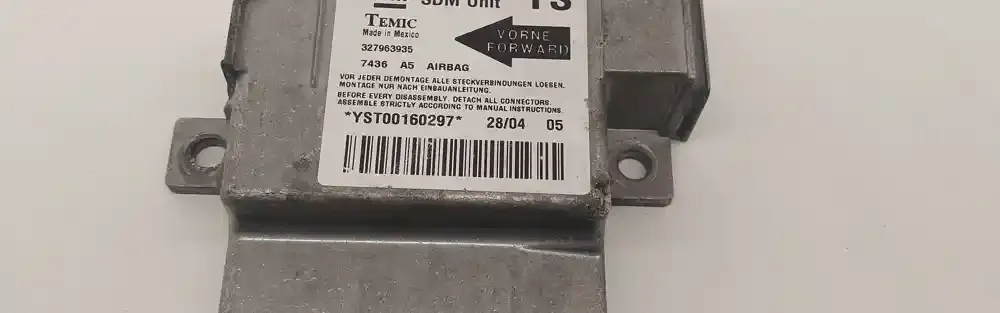 SDM Unit YS
TEMIC
Made in Mexico
327963935
VORNE
FORWARD
7436 A5 AIRBAG
VOR JEDER DEMONTAGE ALLE STECKVERBINDUNGEN LOESEN.
MONTAGE NUR NACH EINBAUANLEITUNG.
BEFORE EVERY DISASSEMBLY, DETACH ALL CONNECTORS.
ASSEMBLE STRICTLY ACCORDING TO MANUAL INSTRUCTIONS.
*YST00160297* 28/04 05